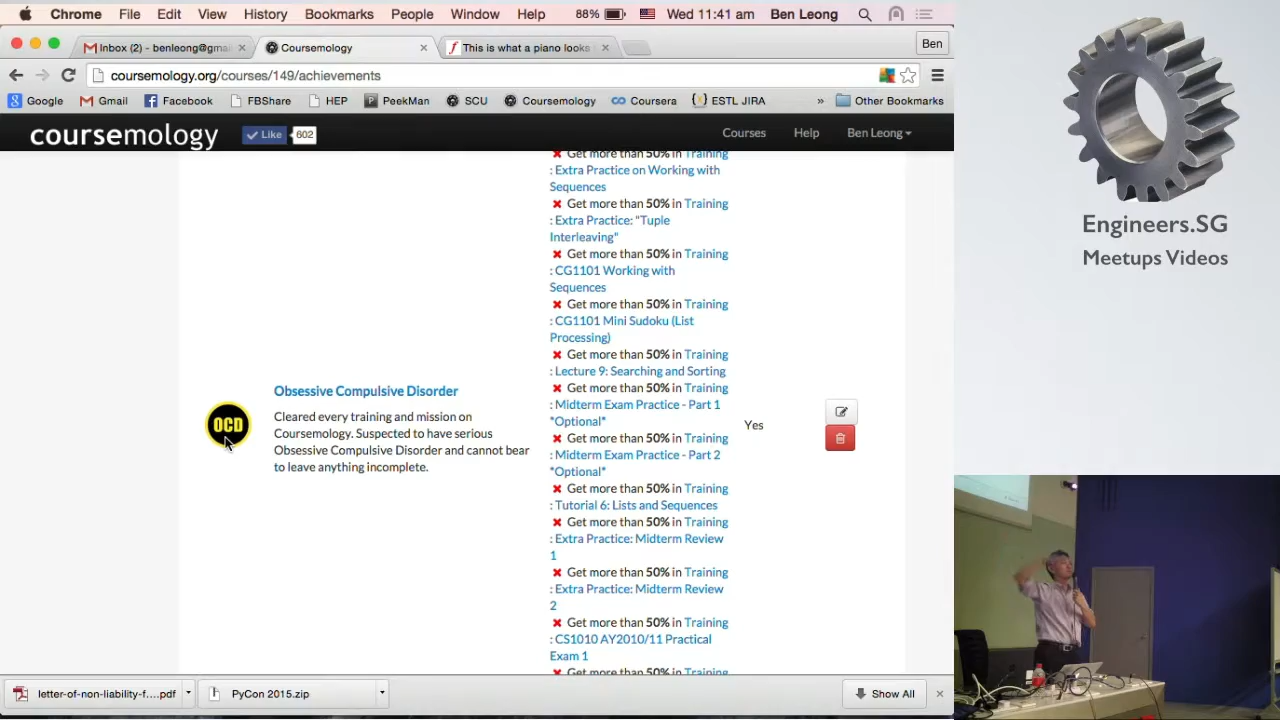 Chrome File Edit View History Bookmarks People Window Help 88% Wed 11:41 am Ben Leong
Inbox (2) - benleong@gmai
Coursemology
This is what a piano looks
Ben
coursemology.org/courses/149/achievements
Google Gmail Facebook FBShare HEP PeekMan SCU Coursemology Coursera ESTL JIRA » Other Bookmarks
coursemology Like 602 Courses Help Ben Leong
Get more than 50% in Training
: Extra Practice on Working with
Sequences
Get more than 50% in Training
: Extra Practice: "Tuple
Interleaving"
Get more than 50% in Training
: CG1101 Working with
Sequences
Get more than 50% in Training
: CG1101 Mini Sudoku (List
Processing)
Get more than 50% in Training
: Lecture 9: Searching and Sorting
Get more than 50% in Training
: Midterm Exam Practice - Part 1
*Optional*
Get more than 50% in Training
: Midterm Exam Practice - Part 2
*Optional*
Get more than 50% in Training
: Tutorial 6: Lists and Sequences
Get more than 50% in Training
: Extra Practice: Midterm Review
1
Get more than 50% in Training
: Extra Practice: Midterm Review
2
Get more than 50% in Training
: CS1010 AY2010/11 Practical
Exam 1
Get more than 50% in Training
OCD
Obsessive Compulsive Disorder
Cleared every training and mission on
Coursemology. Suspected to have serious
Obsessive Compulsive Disorder and cannot bear
to leave anything incomplete.
Yes
letter-of-non-liability-f....pdf
PyCon 2015.zip
Show All
Engineers.SG
Meetups Videos